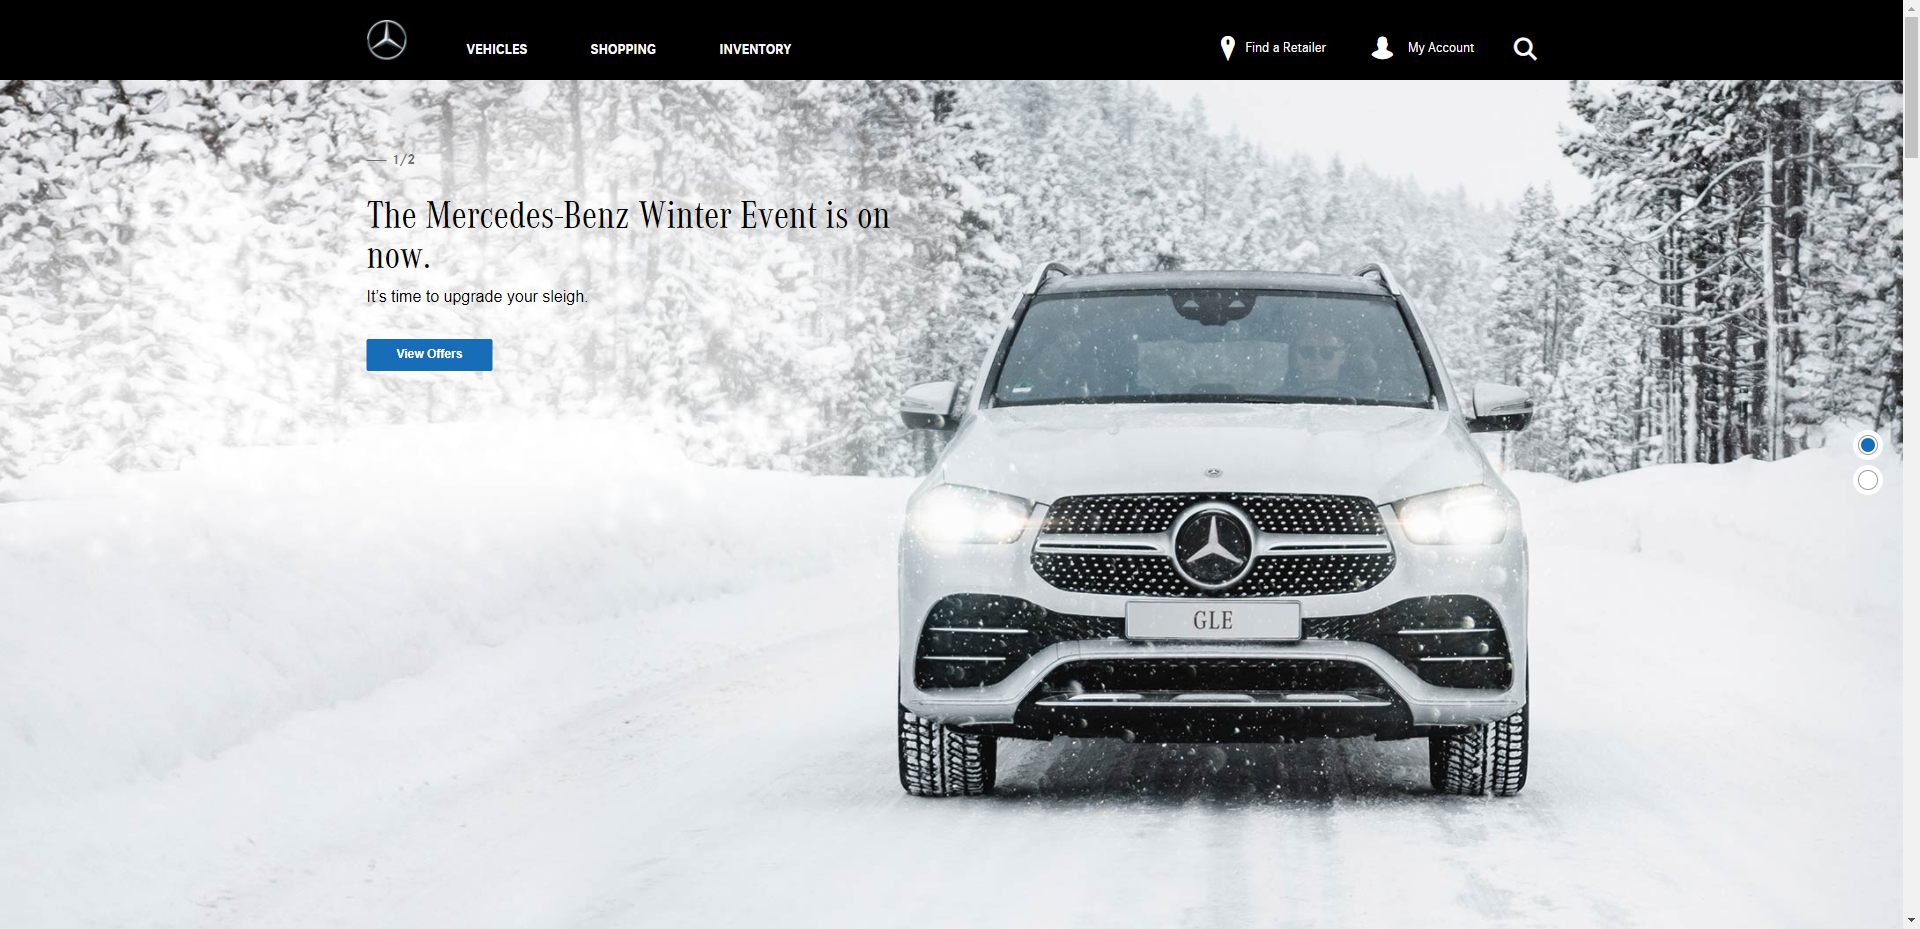 VEHICLES
SHOPPING
INVENTORY
Find a Retailer
My Account
1/2
The Mercedes-Benz Winter Event is on
now.
It's time to upgrade your sleigh.
View Offers
GLE